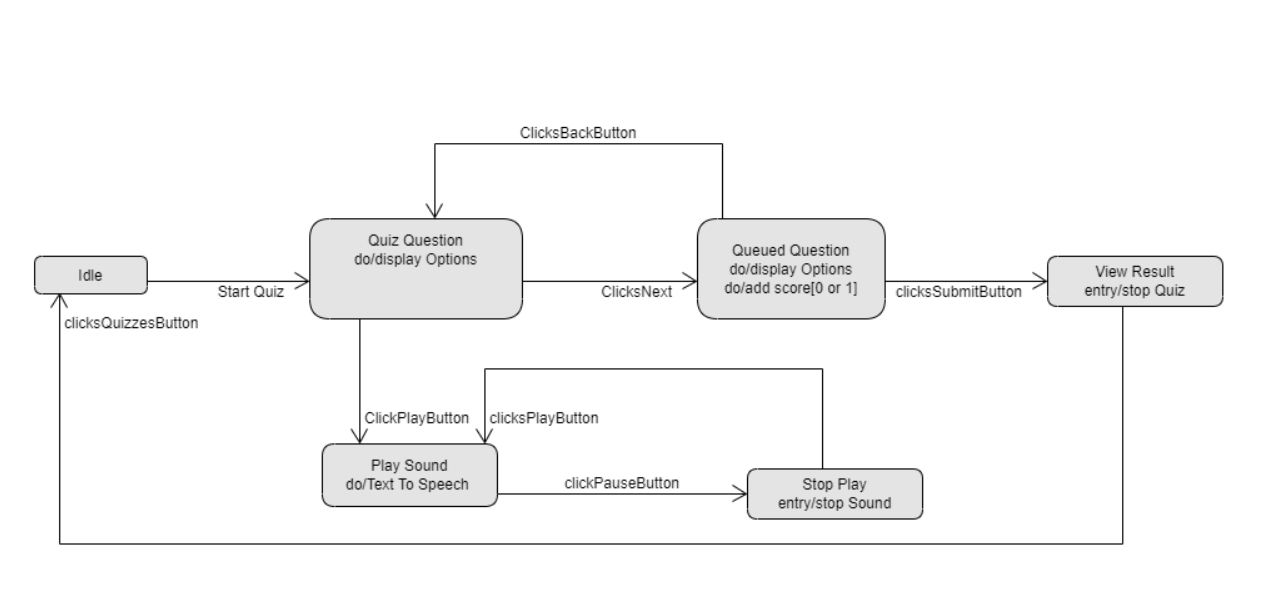 ClicksBackButton
Quiz Question
do/display Options
Queued Question
do/display Options
do/add score[0 or 1]
Idle
Start Quiz
ClicksNext
clicksSubmitButton
View Result
entry/stop Quiz
clicksQuizzesButton
ClickPlayButton
clicksPlayButton
Play Sound
do/Text To Speech
clickPauseButton
Stop Play
entry/stop Sound